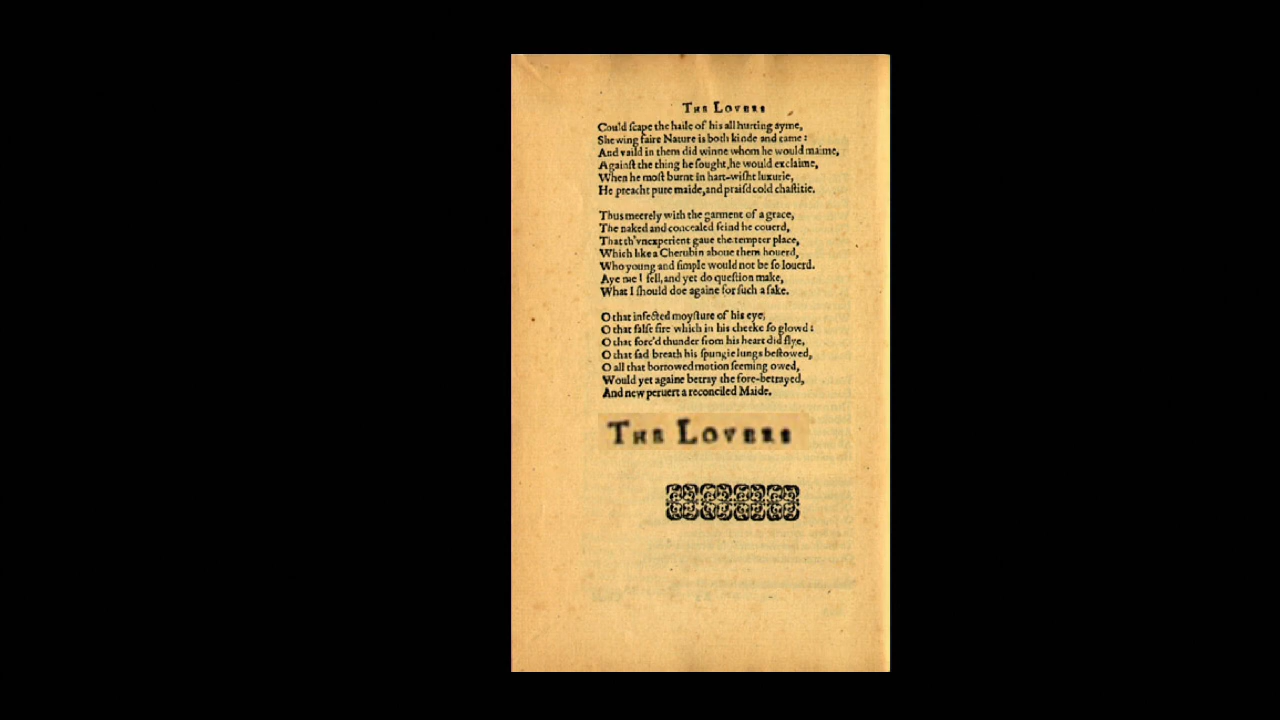 THE LOVERS
Could ſcape the haile of his all hurting ayme,
Shewing faire Nature is both kinde and tame:
And vaild in them did winne whom he would maime,
Againſt the thing he ſought, he would exclaime,
When he moſt burnt in hart-wiſht luxurie,
He preacht pure maide, and praiſd cold chaſtitie.
Thus meerely with the garment of a grace,
The naked and concealed feind he couerd,
That th'vnexperient gaue the tempter place,
Which like a Cherubin aboue them houerd,
Who young and ſimple would not be ſo louerd.
Aye me I fell, and yet do queſtion make,
What I ſhould doe againe for ſuch a ſake.
O that infected moyſture of his eye,
O that falſe fire which in his cheeke ſo glowd:
O that forc'd thunder from his heart did flye,
O that ſad breath his ſpungie lungs beſtowed,
O all that borrowed motion ſeeming owed,
Would yet againe betray the fore-betrayed,
And new peruert a reconciled Maide.
THE LOVERS